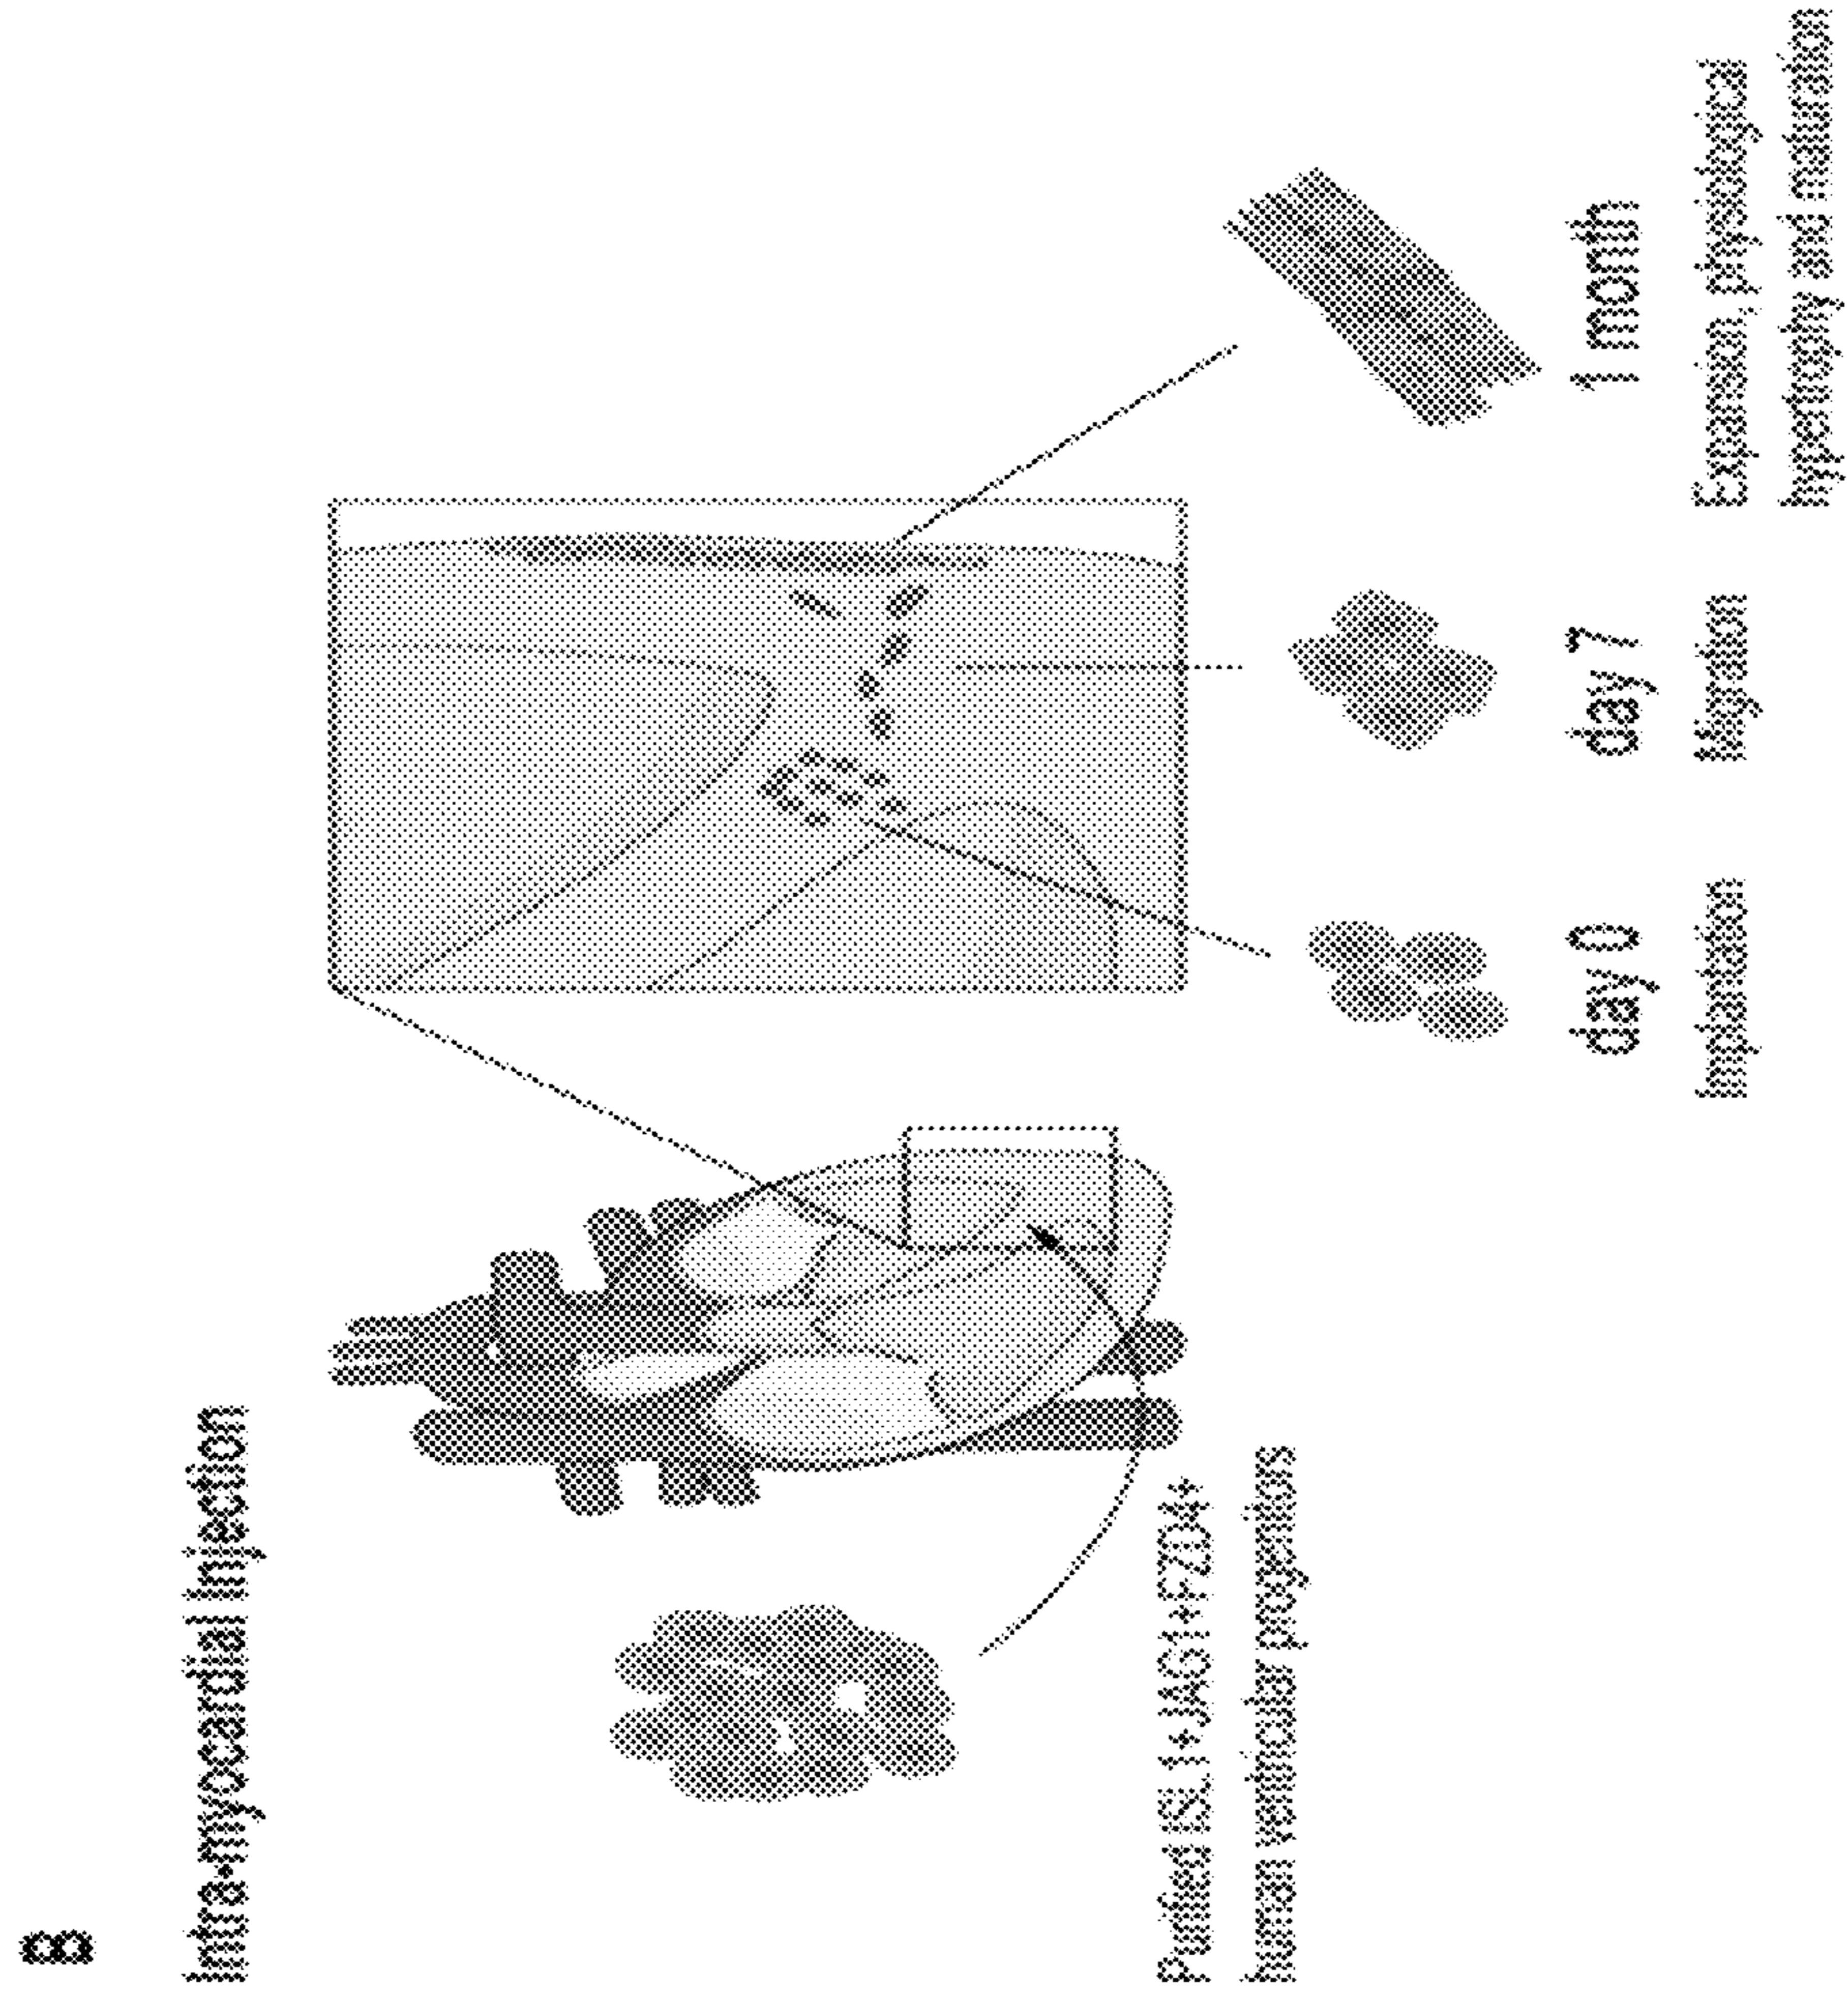 B
Intra-myocardial Injection
Purified ISL1+JAG1+FZD4+
human ventricular progenitors
day 0
Implantation
day 7
Migration
1 month
Expansion, physiological
hypertrophy and maturation